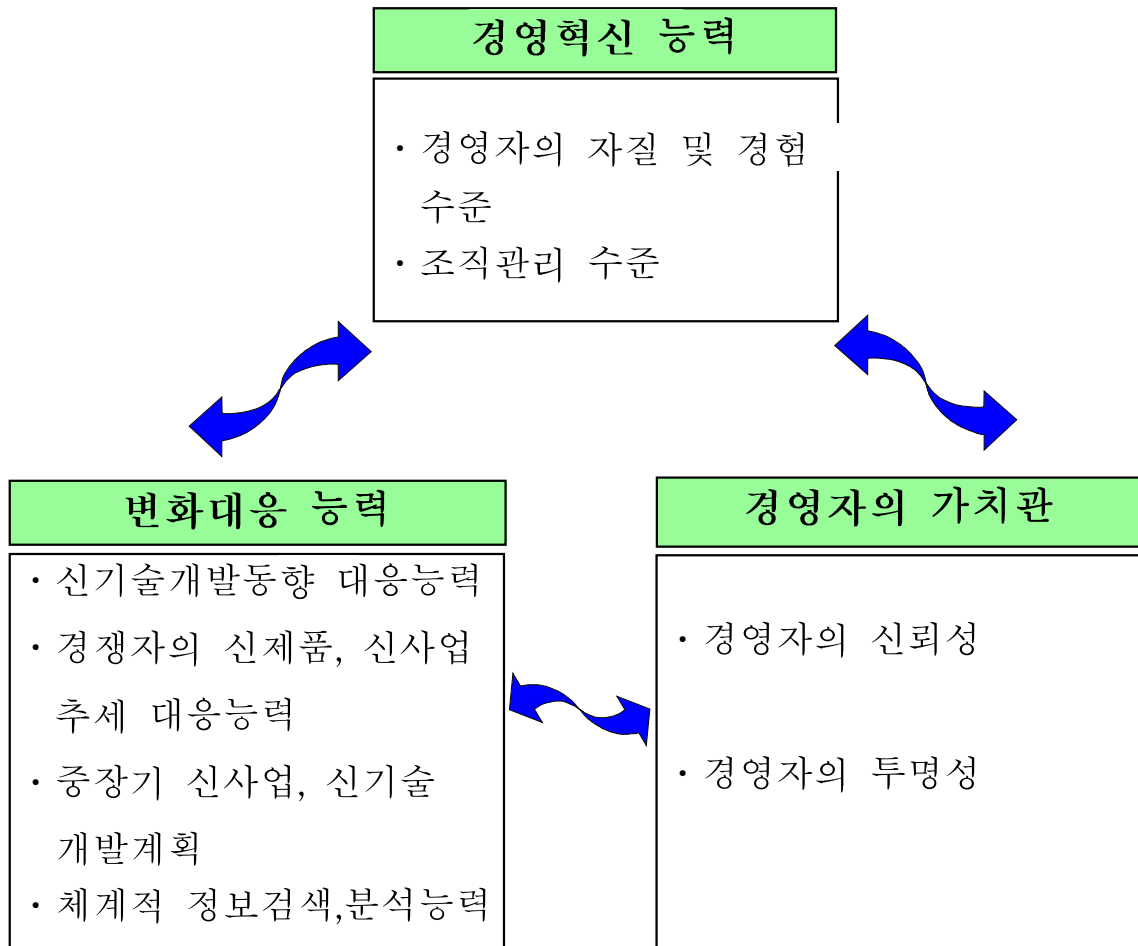 경영혁신 능력
· 경영자의 자질 및 경험
수준
· 조직관리 수준
변화대응 능력
· 신기술개발동향 대응능력
· 경쟁자의 신제품, 신사업
추세 대응능력
· 중장기 신사업, 신기술
개발계획
· 체계적 정보검색,분석능력
경영자의 가치관
· 경영자의 신뢰성
· 경영자의 투명성